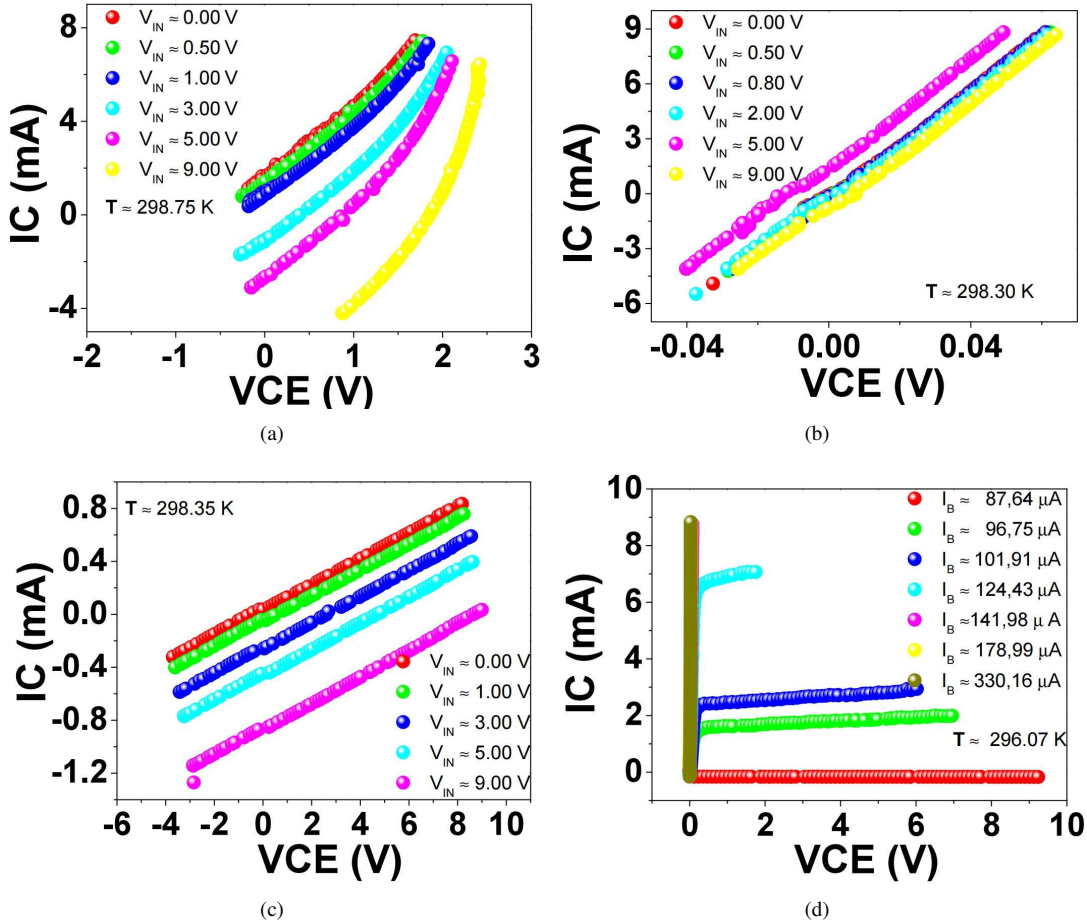 8
4
0
-4
IC (mA)
V_IN ≈ 0.00 V
V_IN ≈ 0.50 V
V_IN ≈ 1.00 V
V_IN ≈ 3.00 V
V_IN ≈ 5.00 V
V_IN ≈ 9.00 V
T ≈ 298.75 K
-2 -1 0 1 2 3
VCE (V)
(a)
9
6
3
0
-3
-6
IC (mA)
V_IN ≈ 0.00 V
V_IN ≈ 0.50 V
V_IN ≈ 0.80 V
V_IN ≈ 2.00 V
V_IN ≈ 5.00 V
V_IN ≈ 9.00 V
T ≈ 298.30 K
-0.04 0.00 0.04
VCE (V)
(b)
0.8
0.4
0.0
-0.4
-0.8
-1.2
IC (mA)
T ≈ 298.35 K
V_IN ≈ 0.00 V
V_IN ≈ 1.00 V
V_IN ≈ 3.00 V
V_IN ≈ 5.00 V
V_IN ≈ 9.00 V
-6 -4 -2 0 2 4 6 8 10
VCE (V)
(c)
10
8
6
4
2
0
IC (mA)
I_B ≈ 87,64 μA
I_B ≈ 96,75 μA
I_B ≈ 101,91 μA
I_B ≈ 124,43 μA
I_B ≈141,98 μ A
I_B ≈ 178,99 μA
I_B ≈ 330,16 μA
T ≈ 296.07 K
0 2 4 6 8 10
VCE (V)
(d)